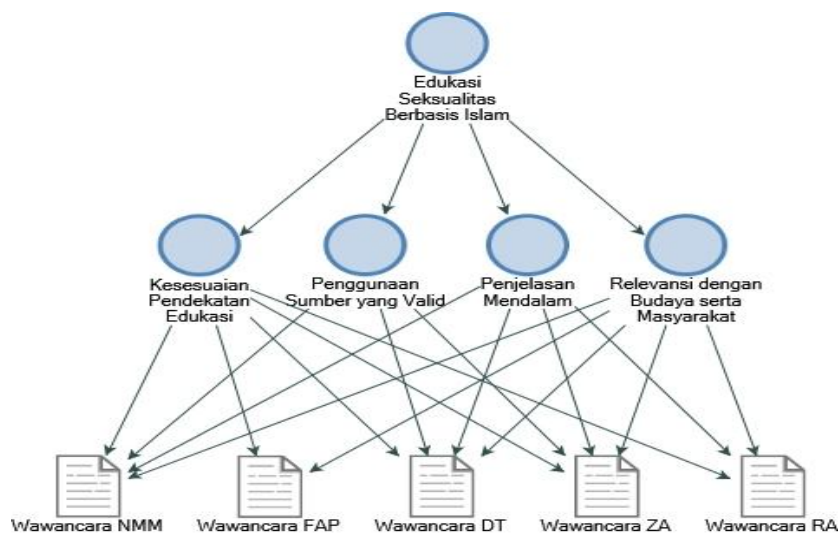 Edukasi
Seksualitas
Berbasis Islam
Kesesuaian
Pendekatan
Edukasi
Penggunaan
Sumber yang Valid
Penjelasan
Mendalam
Relevansi dengan
Budaya serta
Masyarakat
Wawancara NMM
Wawancara FAP
Wawancara DT
Wawancara ZA
Wawancara RA